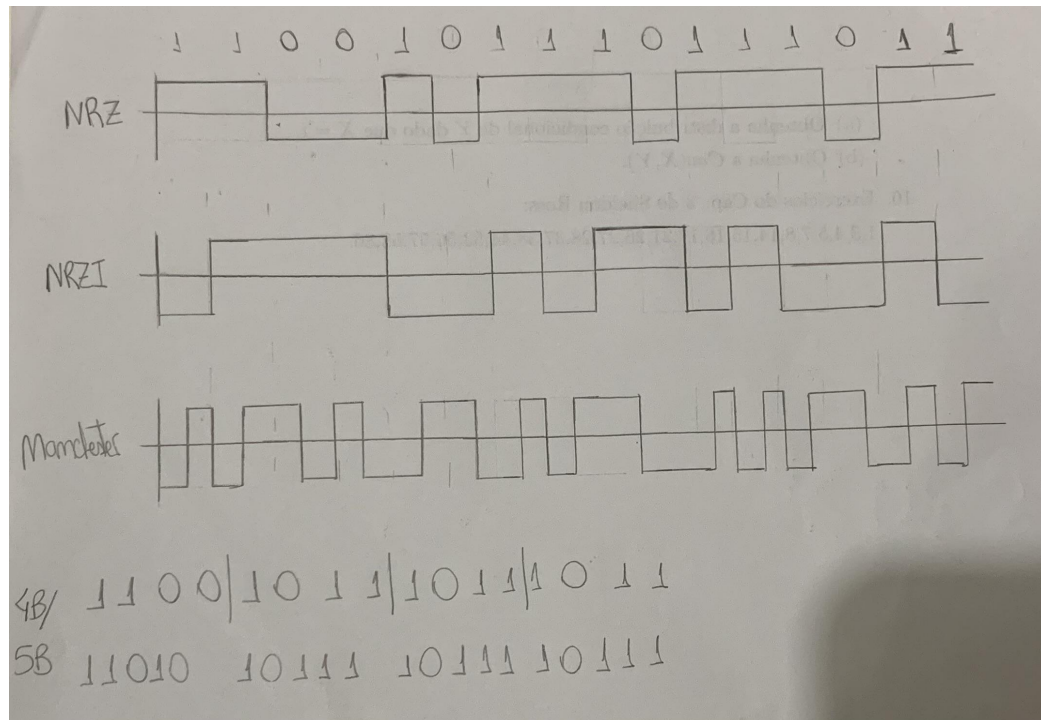 1 1 0 0 1 0 1 1 1 0 1 1 1 0 1 1
NRZ
NRZI
Manchester
4B/ 1 1 0 0 | 1 0 1 1 | 1 0 1 1 | 1 0 1 1
5B 11010 10111 10111 10111